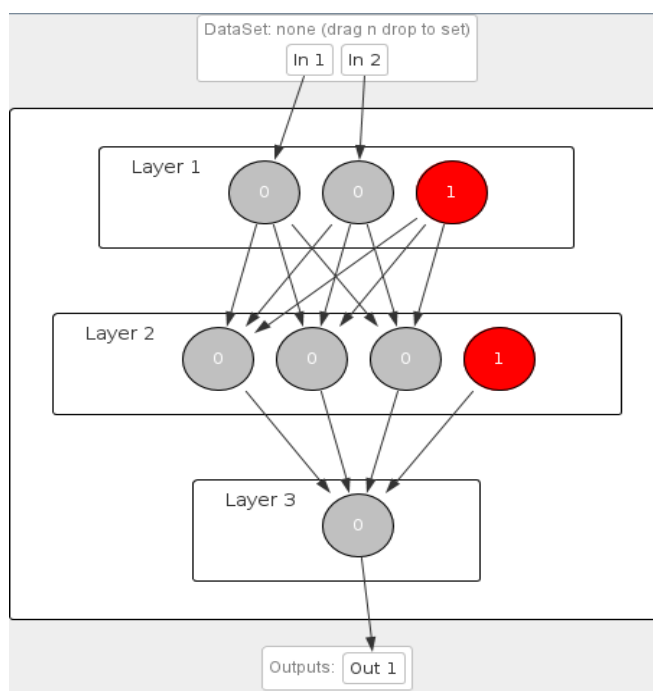 DataSet: none (drag n drop to set)
In 1 In 2
Layer 1
0 0 1
Layer 2
0 0 0 1
Layer 3
0
Outputs: Out 1